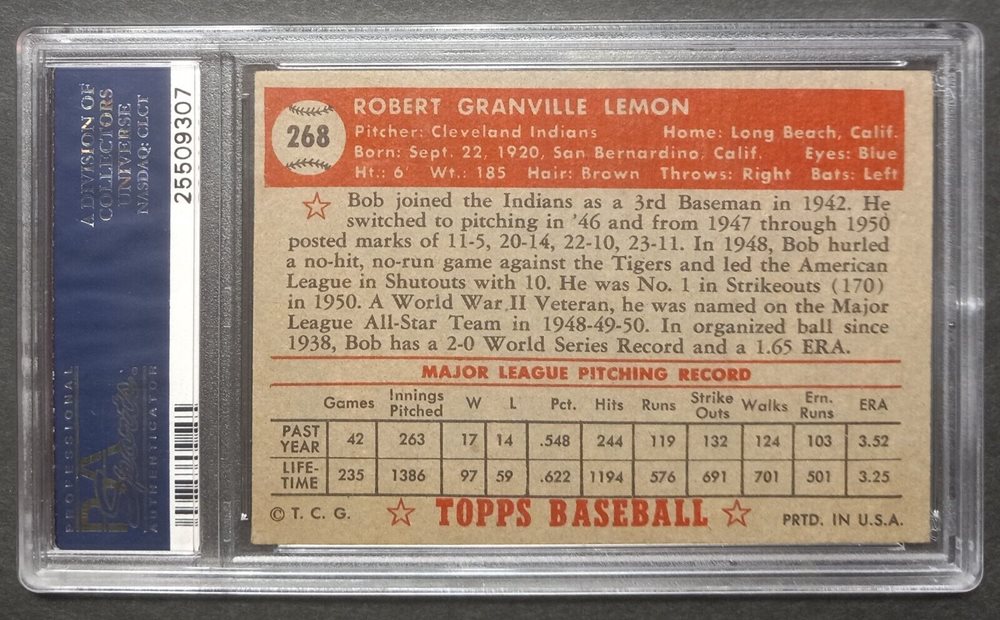 A DIVISION OF
COLLECTORS
UNIVERSE
NASDAQ: CLCT
25509307
PROFESSIONAL
PSA
AUTHENTICATOR
268
ROBERT GRANVILLE LEMON
Pitcher: Cleveland Indians Home: Long Beach, Calif.
Born: Sept. 22, 1920, San Bernardino, Calif. Eyes: Blue
Ht.: 6' Wt.: 185 Hair: Brown Throws: Right Bats: Left
Bob joined the Indians as a 3rd Baseman in 1942. He
switched to pitching in '46 and from 1947 through 1950
posted marks of 11-5, 20-14, 22-10, 23-11. In 1948, Bob hurled
a no-hit, no-run game against the Tigers and led the American
League in Shutouts with 10. He was No. 1 in Strikeouts (170)
in 1950. A World War II Veteran, he was named on the Major
League All-Star Team in 1948-49-50. In organized ball since
1938, Bob has a 2-0 World Series Record and a 1.65 ERA.
MAJOR LEAGUE PITCHING RECORD
Games Innings Pitched W L Pct. Hits Runs Strike Outs Walks Ern. Runs ERA
PAST YEAR 42 263 17 14 .548 244 119 132 124 103 3.52
LIFE-TIME 235 1386 97 59 .622 1194 576 691 701 501 3.25
© T. C. G. TOPPS BASEBALL PRTD. IN U.S.A.